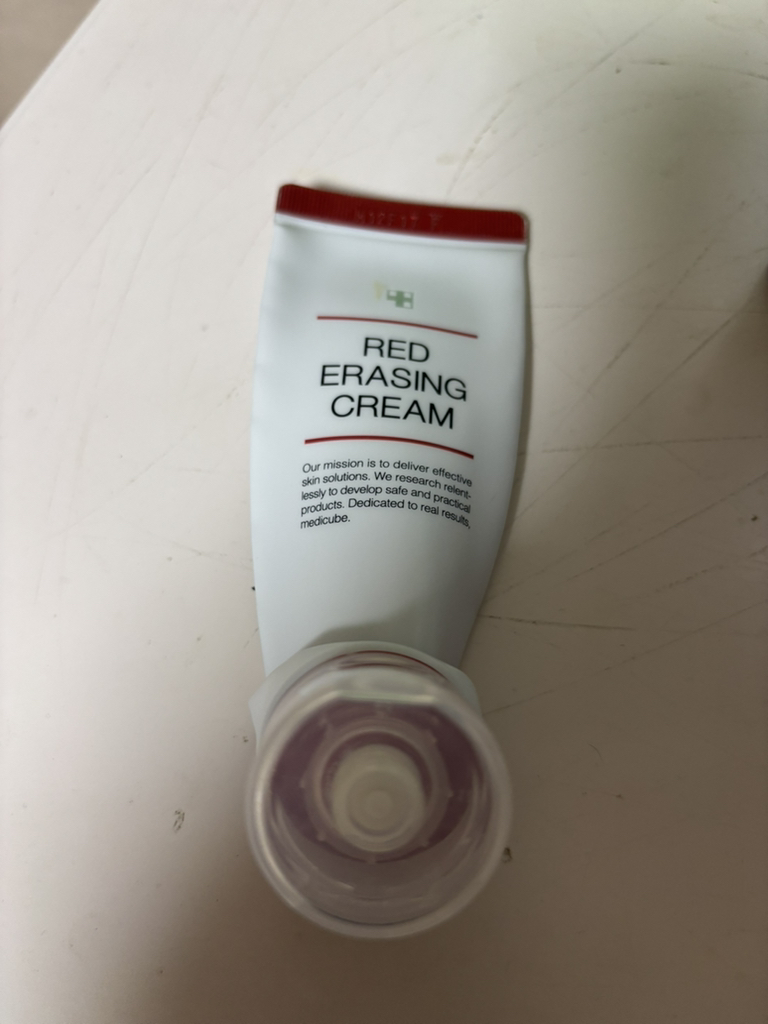 RED
ERASING
CREAM
Our mission is to deliver effective
skin solutions. We research relent-
lessly to develop safe and practical
products. Dedicated to real results,
medicube.